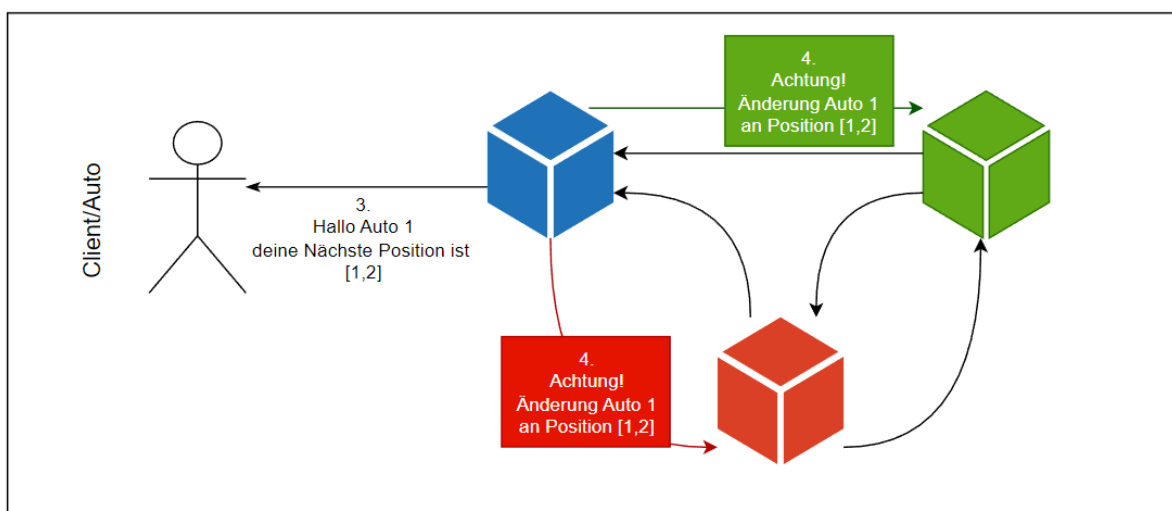 Client/Auto
3.
Hallo Auto 1
deine Nächste Position ist
[1,2]
4.
Achtung!
Änderung Auto 1
an Position [1,2]
4.
Achtung!
Änderung Auto 1
an Position [1,2]